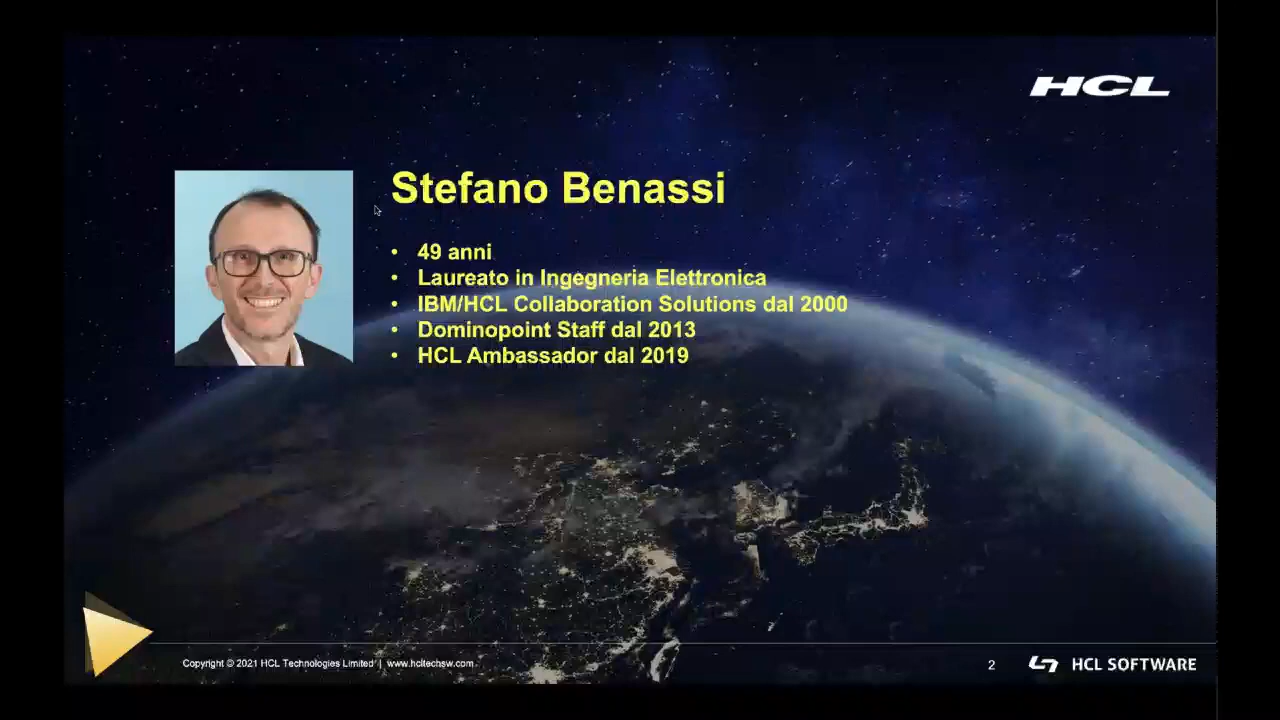 HCL
Stefano Benassi
• 49 anni
• Laureato in Ingegneria Elettronica
• IBM/HCL Collaboration Solutions dal 2000
• Dominopoint Staff dal 2013
• HCL Ambassador dal 2019
Copyright © 2021 HCL Technologies Limited | www.hcltechsw.com
2
HCL SOFTWARE